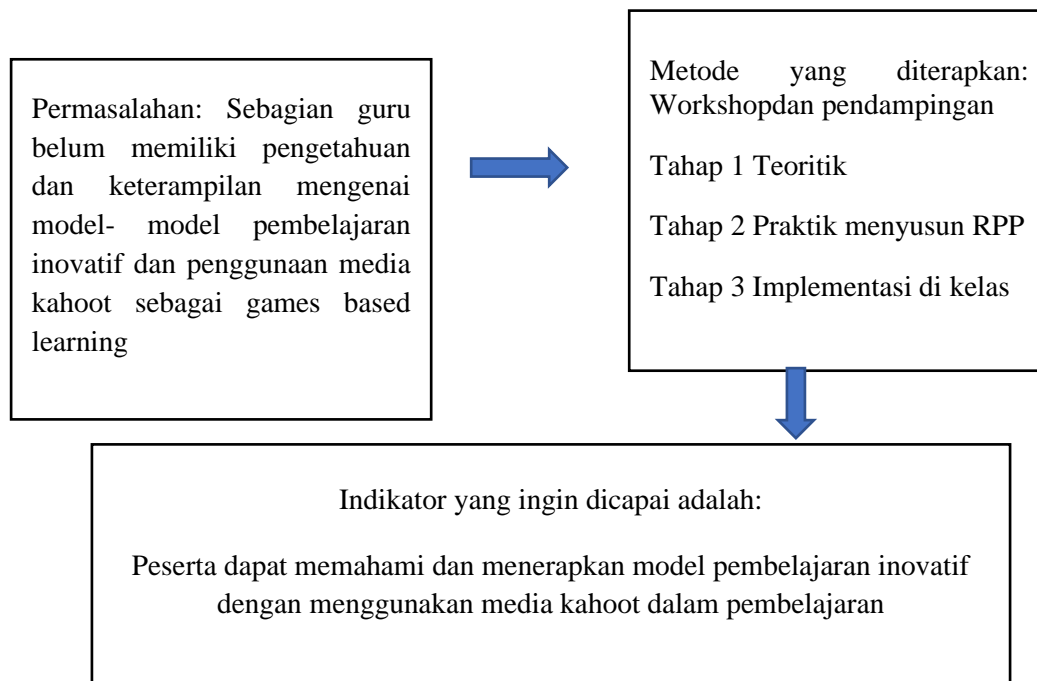 Permasalahan: Sebagian guru
belum memiliki pengetahuan
dan keterampilan mengenai
model- model pembelajaran
inovatif dan penggunaan media
kahoot sebagai games based
learning
Metode yang diterapkan:
Workshopdan pendampingan
Tahap 1 Teoritik
Tahap 2 Praktik menyusun RPP
Tahap 3 Implementasi di kelas
Indikator yang ingin dicapai adalah:
Peserta dapat memahami dan menerapkan model pembelajaran inovatif
dengan menggunakan media kahoot dalam pembelajaran